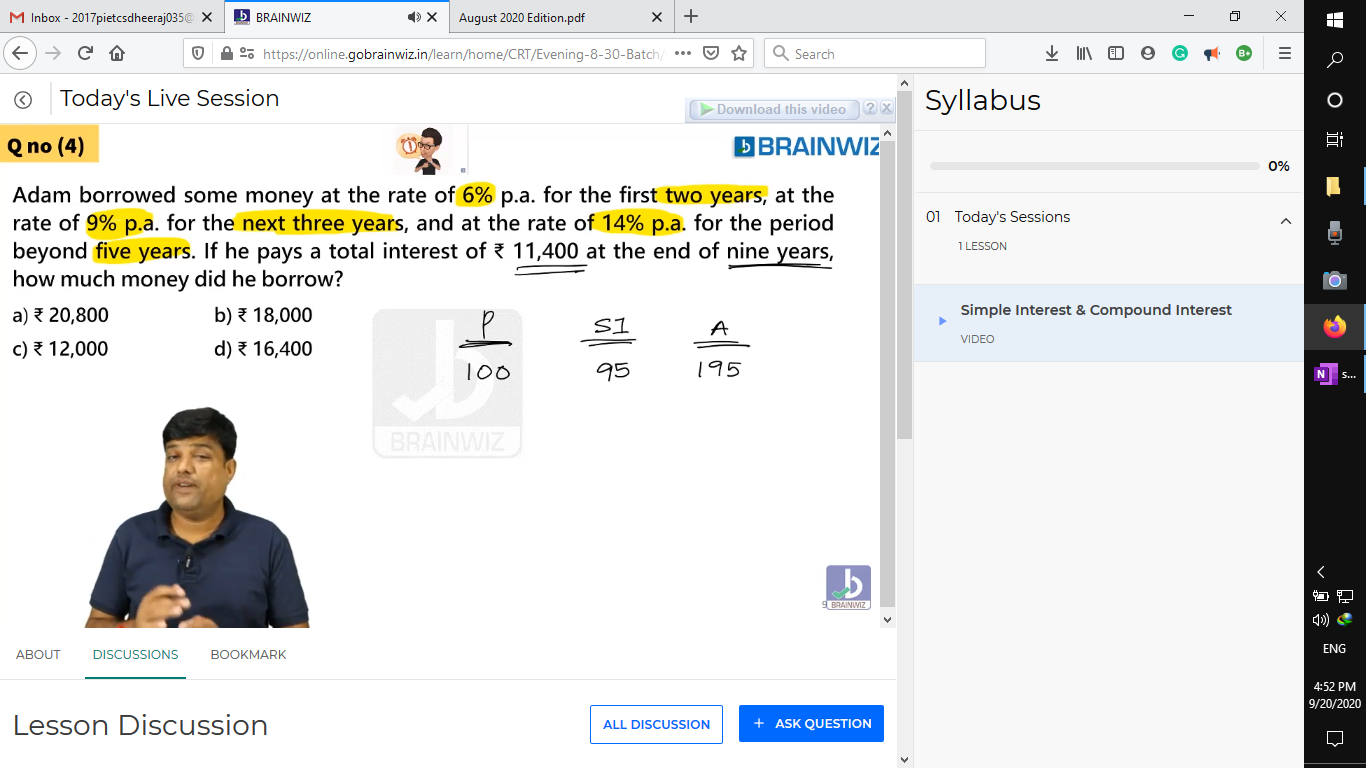 Inbox - 2017pietcsdheeraj035@
BRAINWIZ
August 2020 Edition.pdf
https://online.gobrainwiz.in/learn/home/CRT/Evening-8-30-Batch/
Search
Today's Live Session
Download this video
?
Q no (4)
BRAINWIZ
Adam borrowed some money at the rate of 6% p.a. for the first two years, at the
rate of 9% p.a. for the next three years, and at the rate of 14% p.a. for the period
beyond five years. If he pays a total interest of ₹ 11,400 at the end of nine years,
how much money did he borrow?
a) ₹ 20,800 b) ₹ 18,000
c) ₹ 12,000 d) ₹ 16,400
P SI A
100 95 195
BRAINWIZ
9 BRAINWIZ
ABOUT DISCUSSIONS BOOKMARK
Lesson Discussion
ALL DISCUSSION
+ ASK QUESTION
Syllabus
0%
01 Today's Sessions
1 LESSON
Simple Interest & Compound Interest
VIDEO
B+
N s...
ENG
4:52 PM
9/20/2020